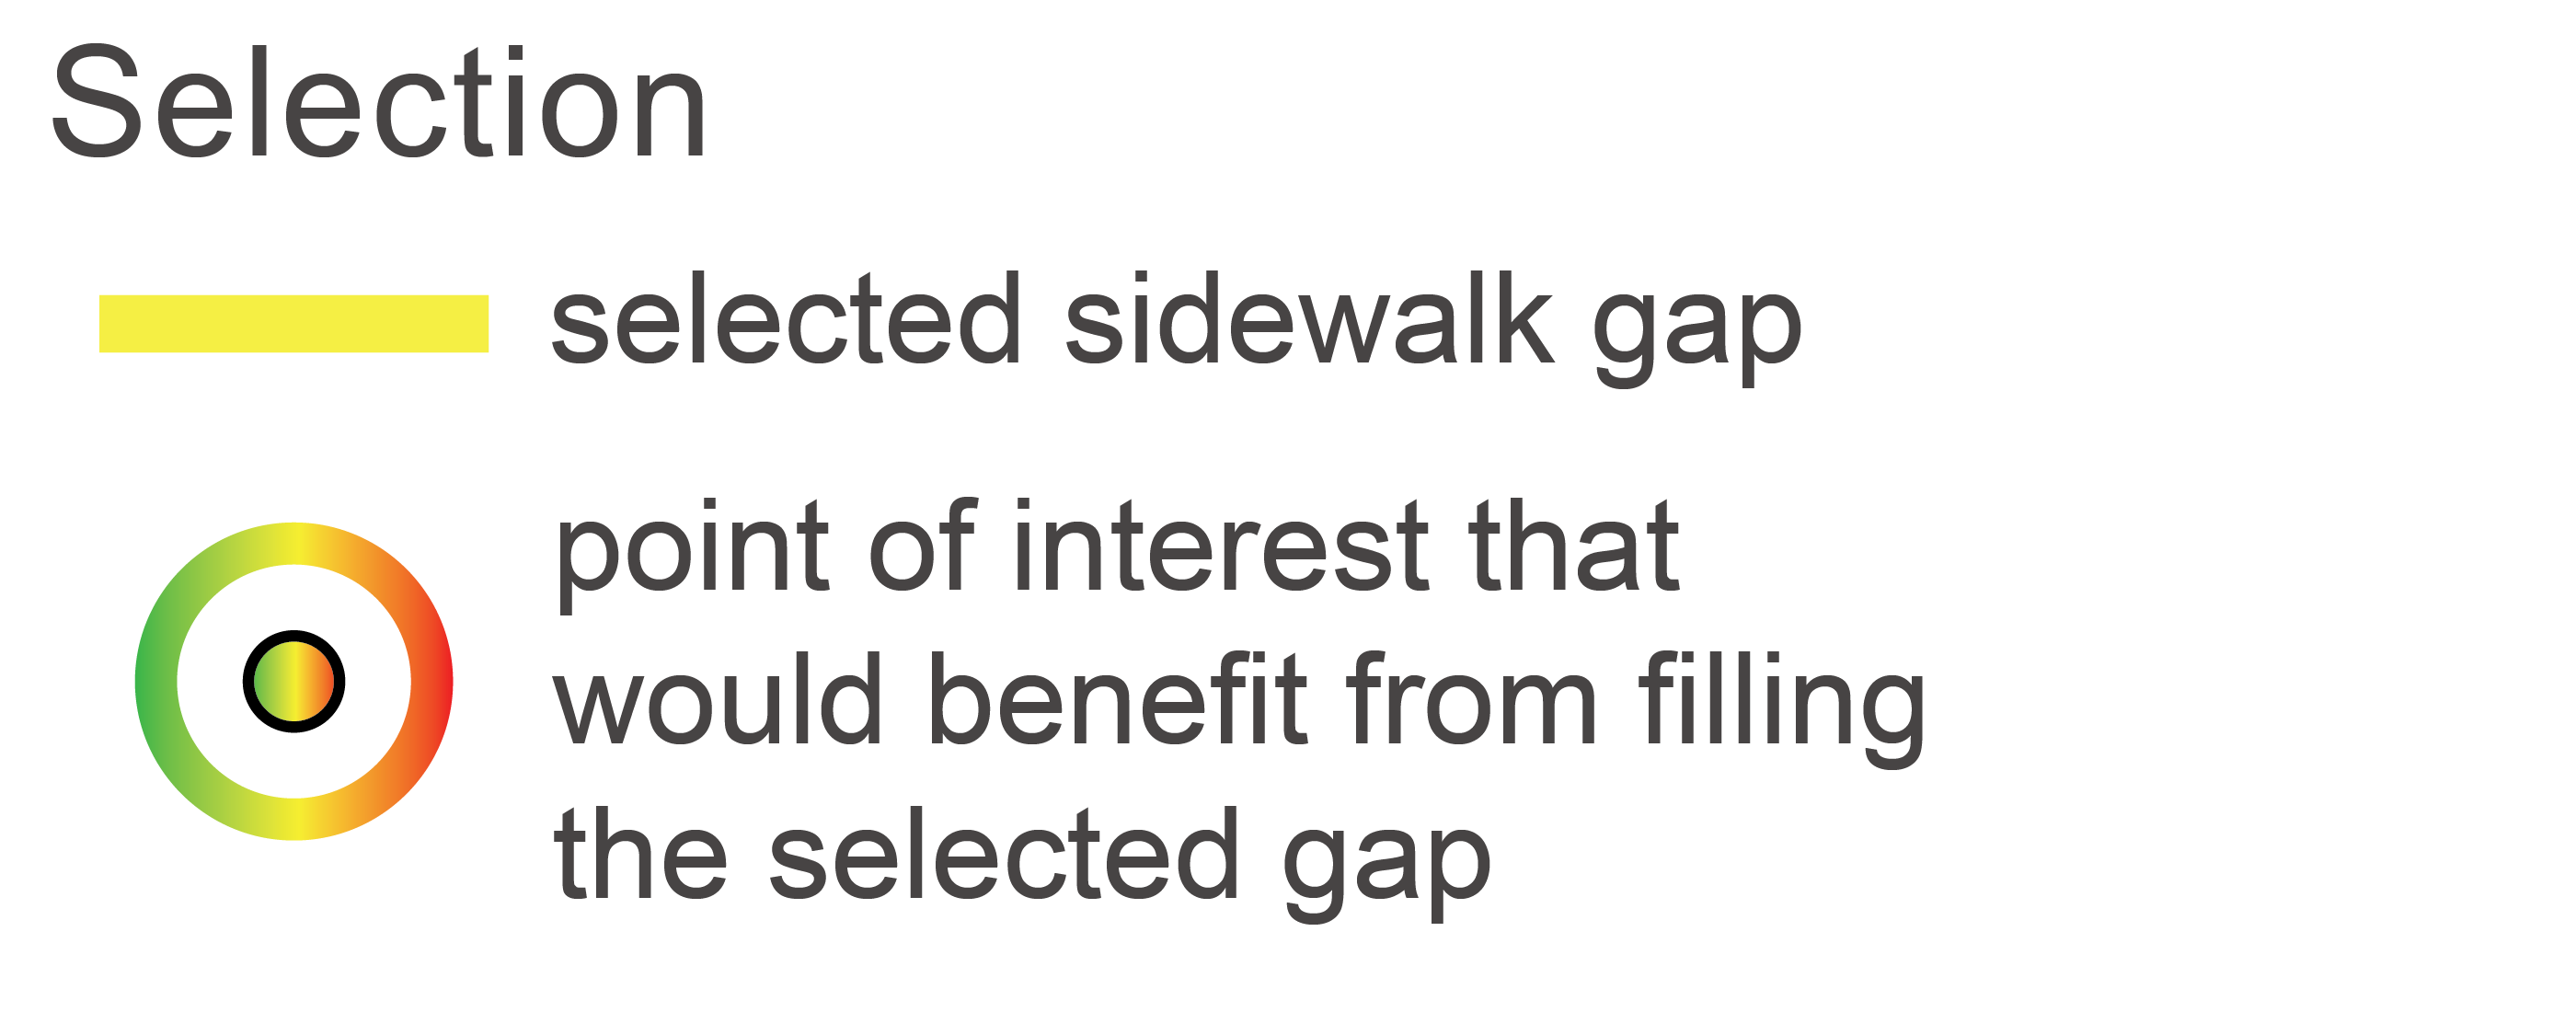 Selection
selected sidewalk gap
point of interest that
would benefit from filling
the selected gap